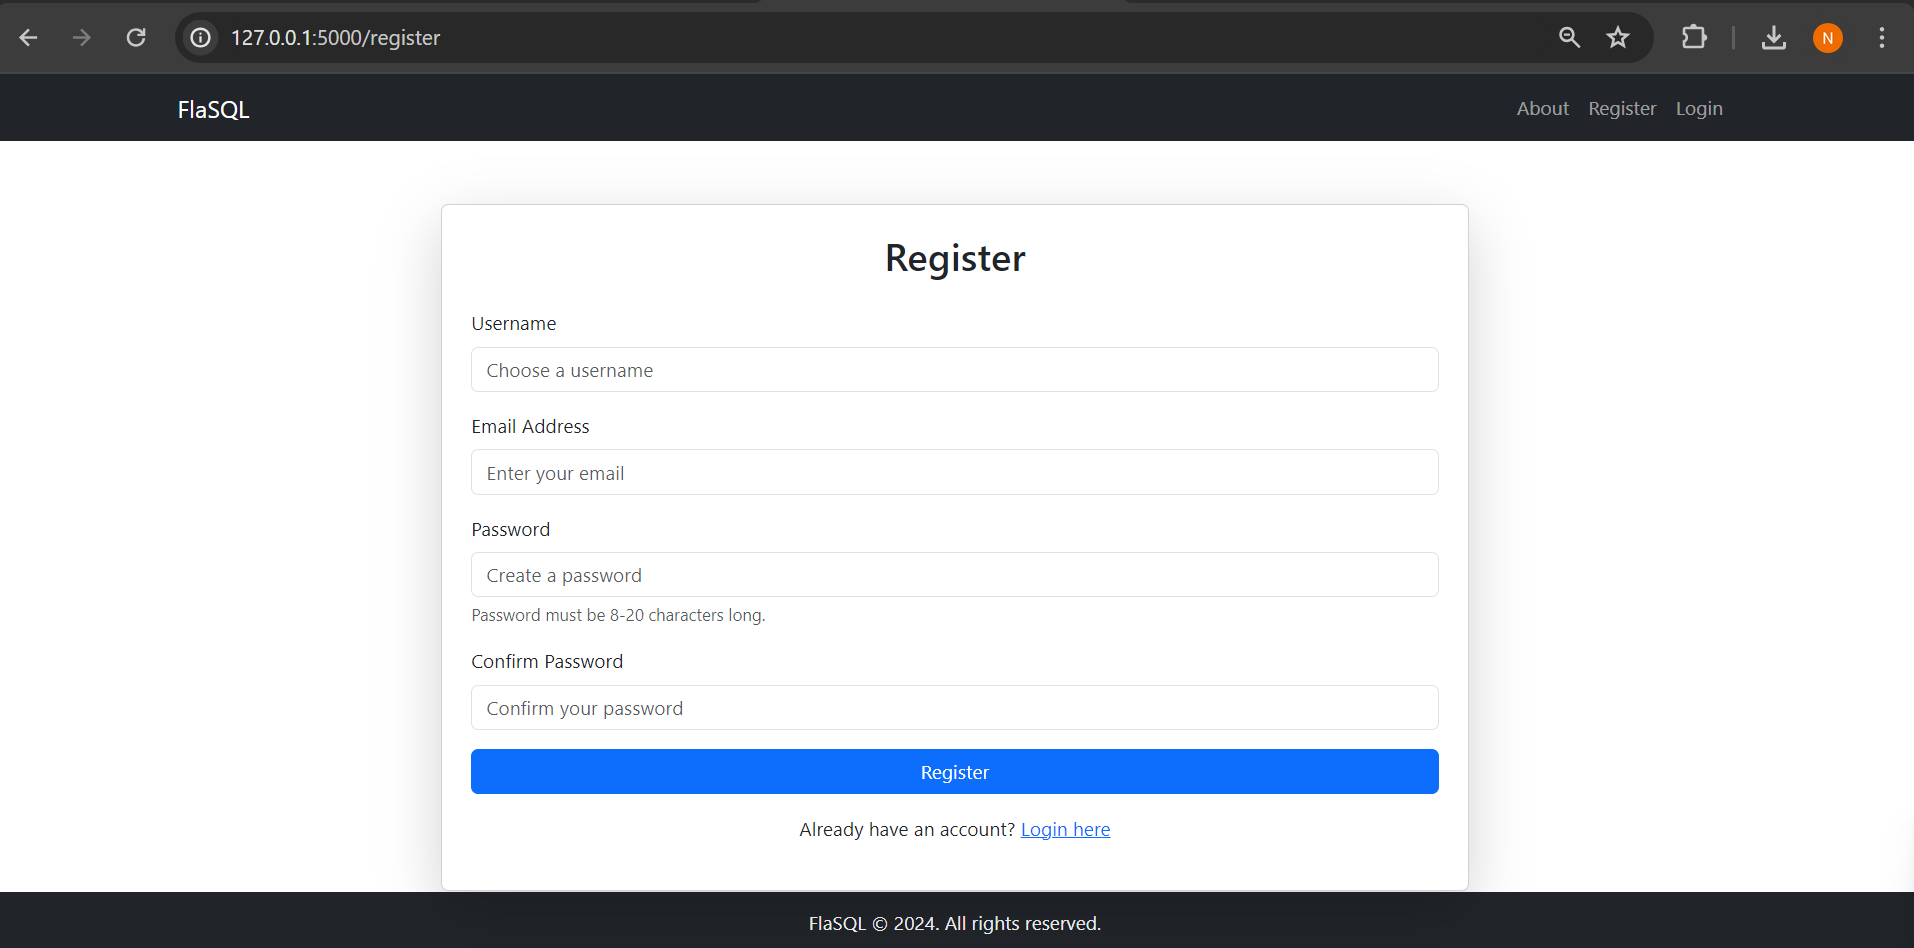 127.0.0.1:5000/register
N
FlaSQL
About Register Login
Register
Username
Choose a username
Email Address
Enter your email
Password
Create a password
Password must be 8-20 characters long.
Confirm Password
Confirm your password
Register
Already have an account? Login here
FlaSQL © 2024. All rights reserved.